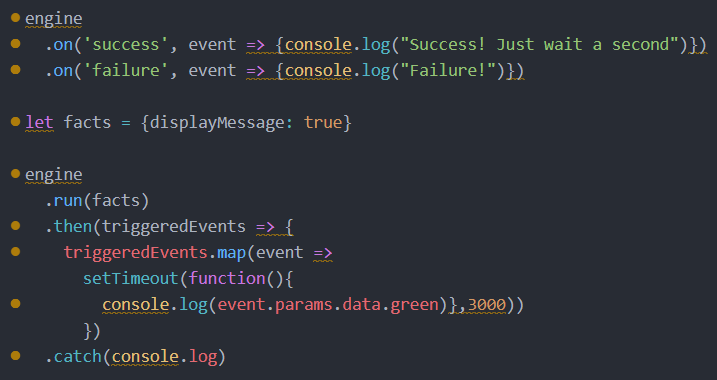 engine
  .on('success', event => {console.log("Success! Just wait a second")})
  .on('failure', event => {console.log("Failure!")})
let facts = {displayMessage: true}
engine
  .run(facts)
  .then(triggeredEvents => {
    triggeredEvents.map(event =>
      setTimeout(function(){
        console.log(event.params.data.green)},3000))
      })
  .catch(console.log)